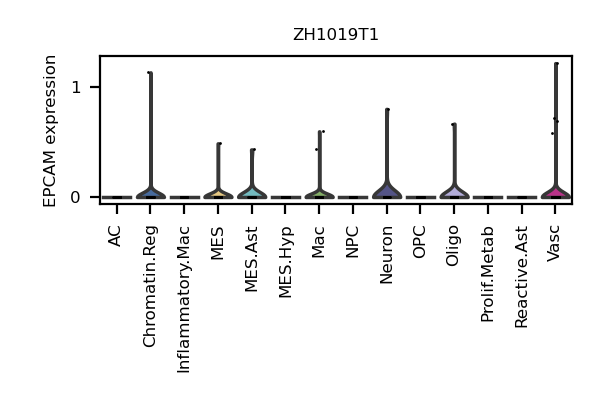 ZH1019T1
EPCAM expression
1
0
AC
Chromatin.Reg
Inflammatory.Mac
MES
MES.Ast
MES.Hyp
Mac
NPC
Neuron
OPC
Oligo
Prolif.Metab
Reactive.Ast
Vasc